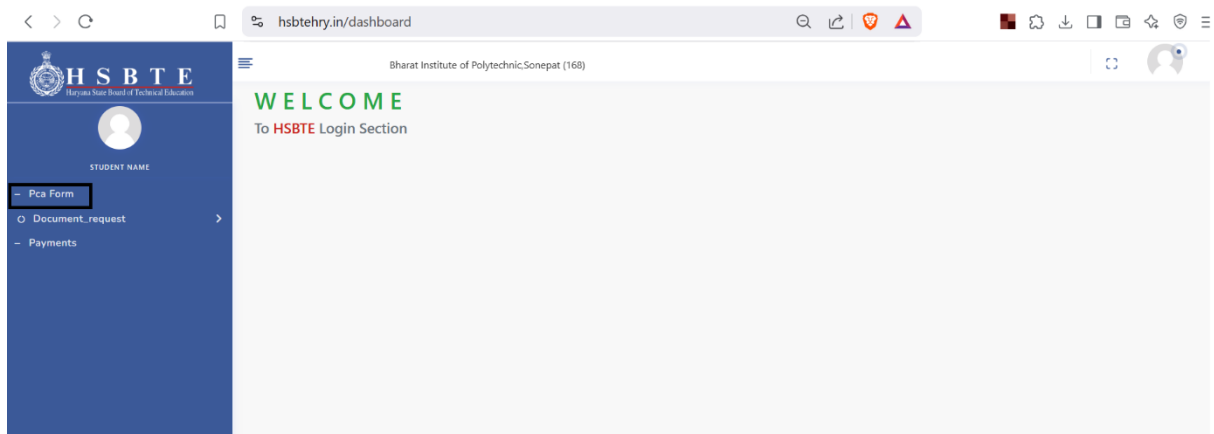 hsbtehry.in/dashboard
H S B T E
Haryana State Board of Technical Education
Bharat Institute of Polytechnic,Sonepat (168)
WELCOME
To HSBTE Login Section
STUDENT NAME
Pca Form
Document_request
Payments